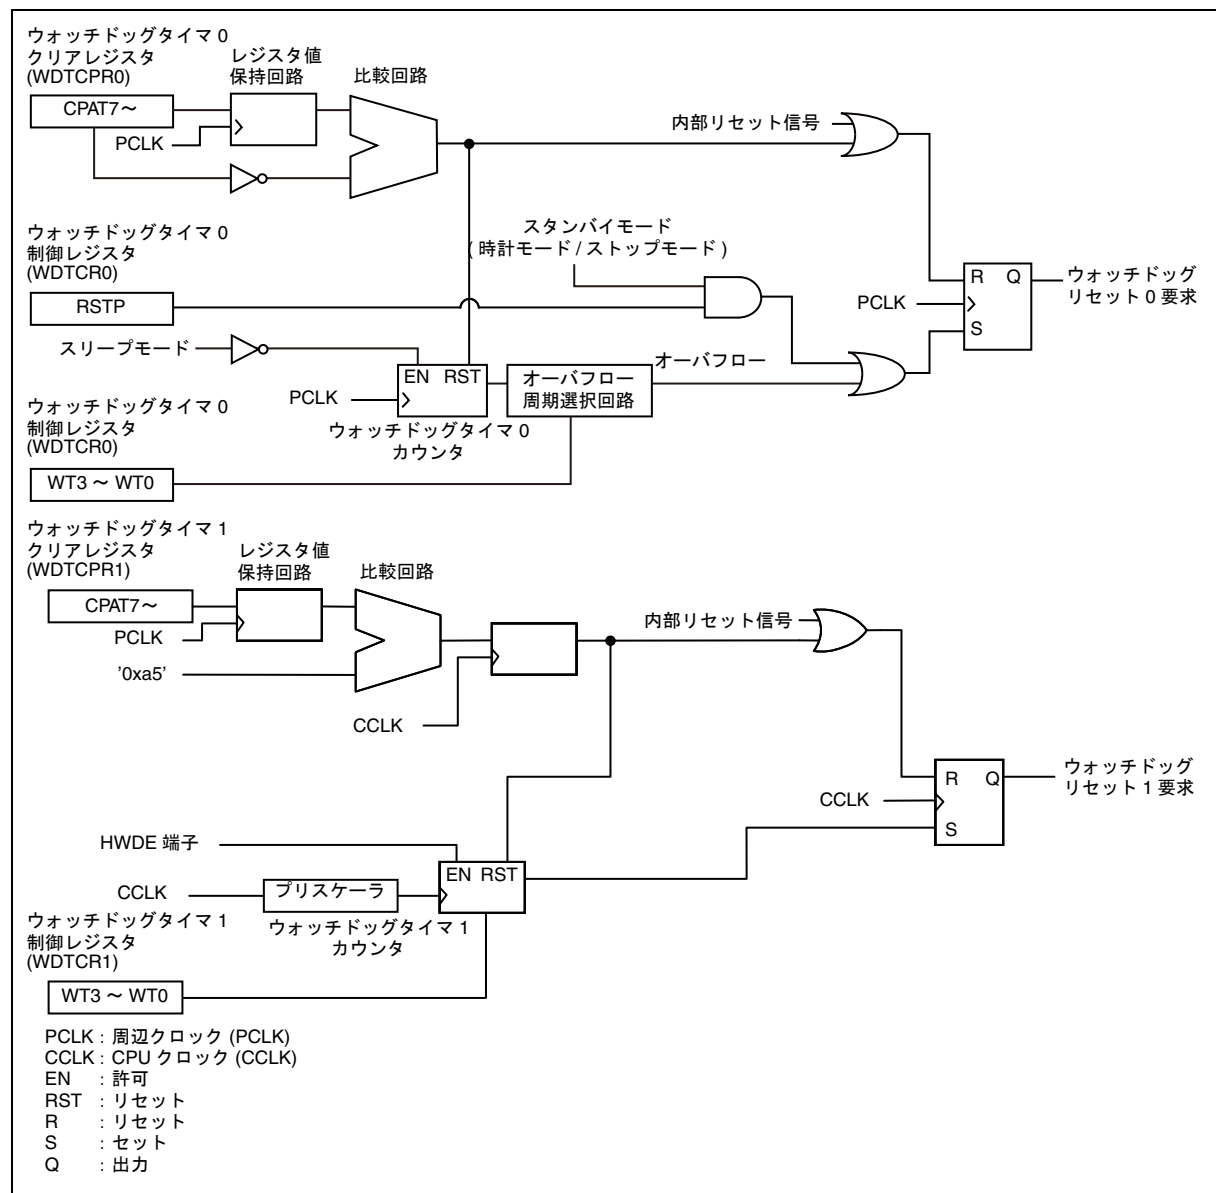 ウォッチドッグタイマ 0
クリアレジスタ
(WDTCPR0)
レジスタ値
保持回路
比較回路
CPAT7～
PCLK
内部リセット信号
ウォッチドッグタイマ 0
制御レジスタ
(WDTCR0)
スタンバイモード
( 時計モード / ストップモード )
RSTP
スリープモード
PCLK
EN RST
オーバフロー
周期選択回路
オーバフロー
PCLK
R Q
S
ウォッチドッグ
リセット 0 要求
ウォッチドッグタイマ 0
カウンタ
ウォッチドッグタイマ 0
制御レジスタ
(WDTCR0)
WT3 ～ WT0
ウォッチドッグタイマ 1
クリアレジスタ
(WDTCPR1)
レジスタ値
保持回路
比較回路
CPAT7～
PCLK
'0xa5'
CCLK
内部リセット信号
CCLK
R Q
S
ウォッチドッグ
リセット 1 要求
HWDE 端子
CCLK
プリスケーラ
EN RST
ウォッチドッグタイマ 1
カウンタ
ウォッチドッグタイマ 1
制御レジスタ
(WDTCR1)
WT3 ～ WT0
PCLK : 周辺クロック (PCLK)
CCLK : CPU クロック (CCLK)
EN : 許可
RST : リセット
R : リセット
S : セット
Q : 出力